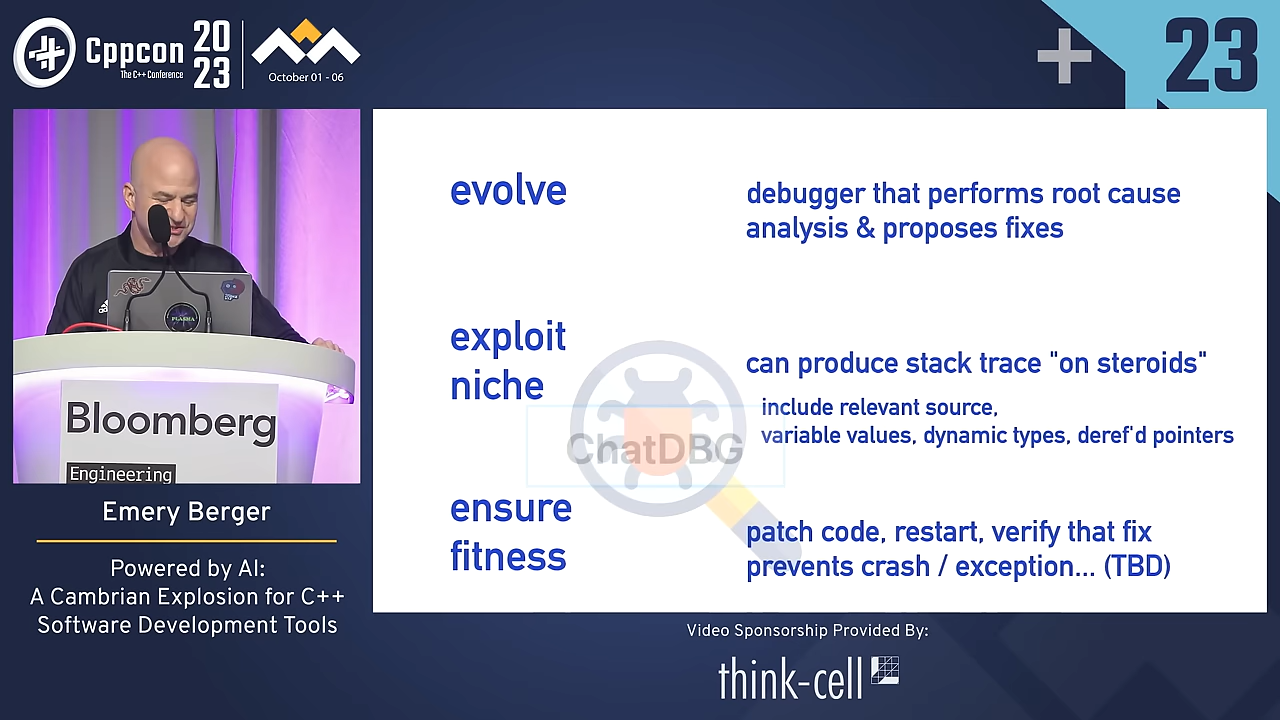 Cppcon
The C++ Conference
20
23
October 01 - 06
23
evolve
debugger that performs root cause
analysis & proposes fixes
exploit
niche
can produce stack trace "on steroids"
include relevant source,
variable values, dynamic types, deref'd pointers
ChatDBG
ensure
fitness
patch code, restart, verify that fix
prevents crash / exception... (TBD)
PLASMA
Bloomberg
Engineering
Emery Berger
Powered by AI:
A Cambrian Explosion for C++
Software Development Tools
Video Sponsorship Provided By:
think-cell